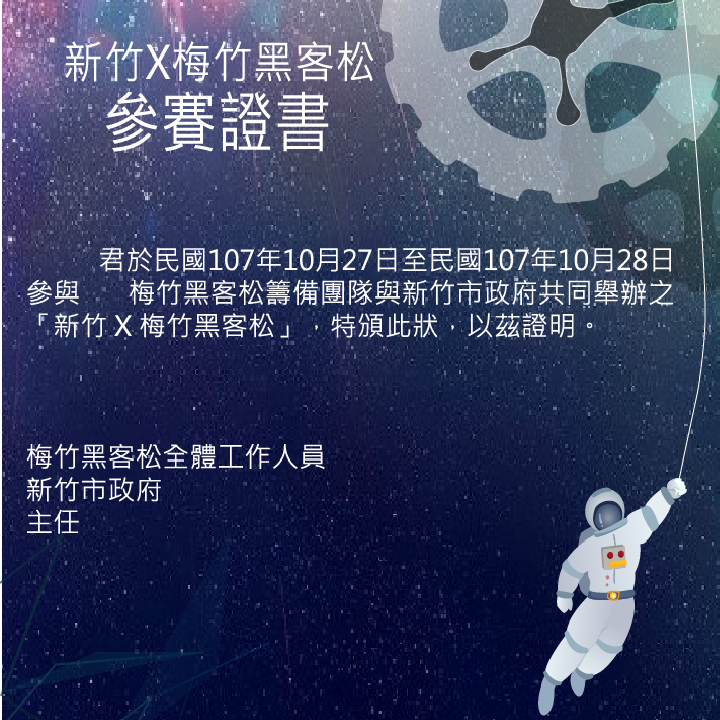 新竹X梅竹黑客松
參賽證書
君於民國107年10月27日至民國107年10月28日
參與　梅竹黑客松籌備團隊與新竹市政府共同舉辦之
「新竹 X 梅竹黑客松」，特頒此狀，以茲證明。
梅竹黑客松全體工作人員
新竹市政府
主任